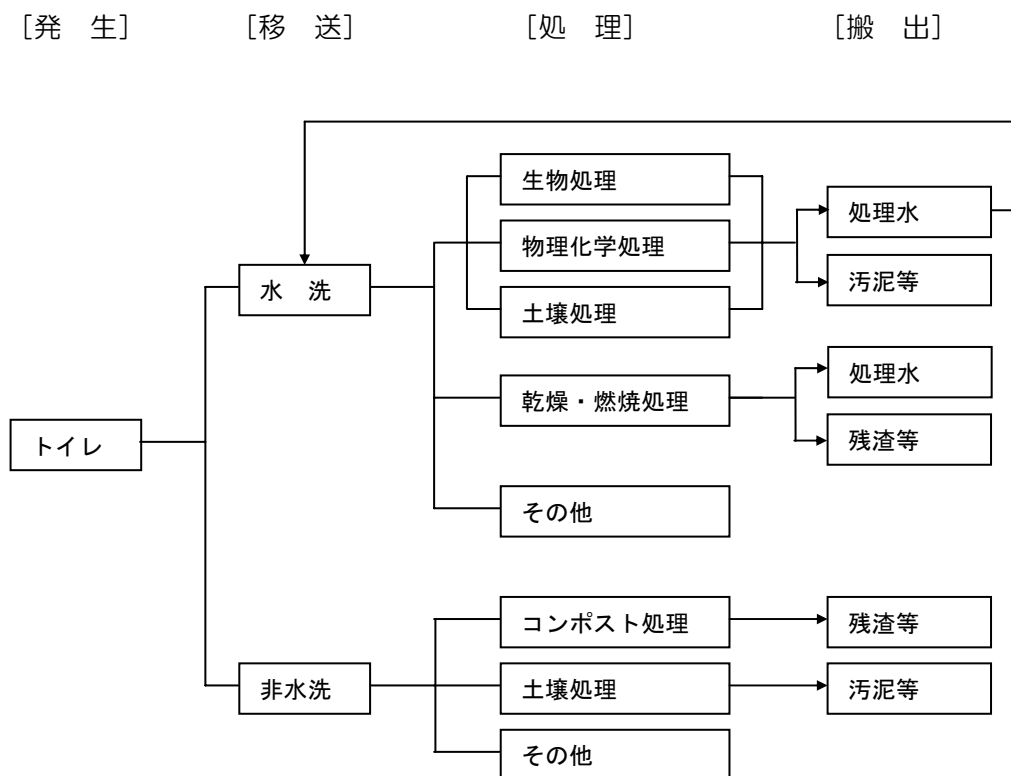 [発　生]　[移　送]　[処　理]　[搬　出]
生物処理
処理水
物理化学処理
汚泥等
水　洗
土壌処理
処理水
乾燥・燃焼処理
残渣等
トイレ
その他
コンポスト処理
残渣等
非水洗
土壌処理
汚泥等
その他